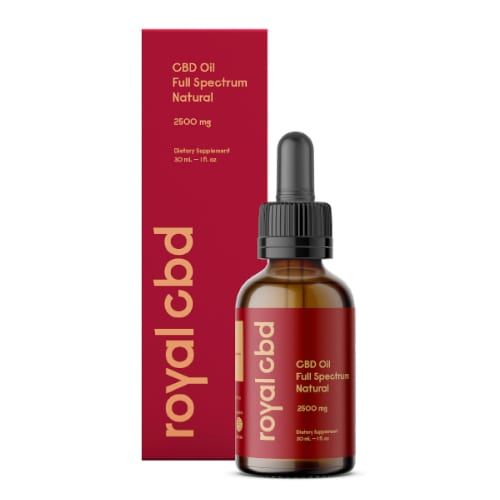 CBD Oil
Full Spectrum
Natural
2500 mg
Dietary Supplement
30 mL — 1 fl. oz
royal cbd
royal cbd
CBD Oil
Full Spectrum
Natural
2500 mg
Dietary Supplement
30 mL — 1 fl. oz